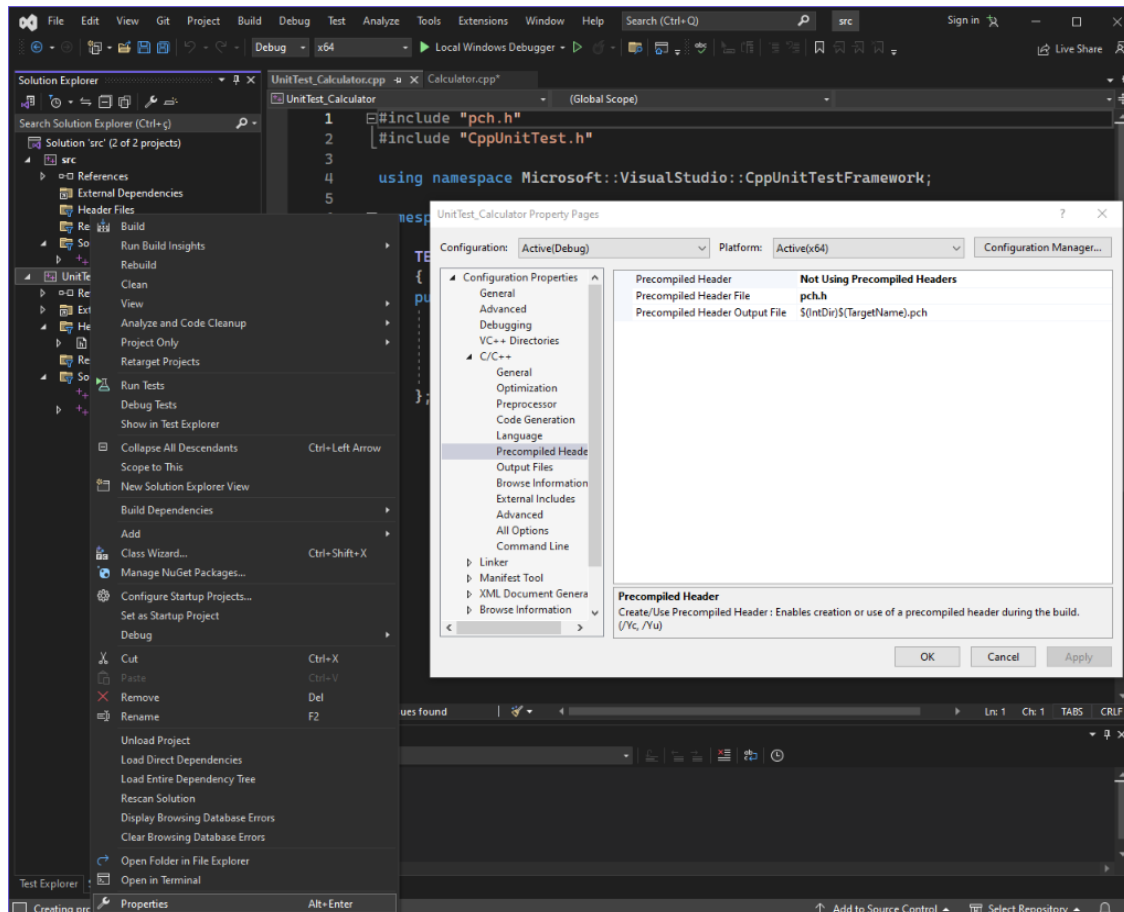 File Edit View Git Project Build Debug Test Analyze Tools Extensions Window Help Search (Ctrl+Q) src Sign in
Debug x64 Local Windows Debugger Live Share
Solution Explorer
Search Solution Explorer (Ctrl+ç)
Solution 'src' (2 of 2 projects)
src
References
External Dependencies
Header Files
Re
So
UnitTe
Re
Ext
He
Re
So
UnitTest_Calculator.cpp Calculator.cpp*
UnitTest_Calculator (Global Scope)
1 #include "pch.h"
2 #include "CppUnitTest.h"
3
4 using namespace Microsoft::VisualStudio::CppUnitTestFramework;
5
mesp
TE
{
pu
};
Build
Run Build Insights
Rebuild
Clean
View
Analyze and Code Cleanup
Project Only
Retarget Projects
Run Tests
Debug Tests
Show in Test Explorer
Collapse All Descendants Ctrl+Left Arrow
Scope to This
New Solution Explorer View
Build Dependencies
Add
Class Wizard... Ctrl+Shift+X
Manage NuGet Packages...
Configure Startup Projects...
Set as Startup Project
Debug
Cut Ctrl+X
Paste Ctrl+V
Remove Del
Rename F2
Unload Project
Load Direct Dependencies
Load Entire Dependency Tree
Rescan Solution
Display Browsing Database Errors
Clear Browsing Database Errors
Open Folder in File Explorer
Open in Terminal
Properties Alt+Enter
UnitTest_Calculator Property Pages
Configuration: Active(Debug) Platform: Active(x64) Configuration Manager...
Configuration Properties
General
Advanced
Debugging
VC++ Directories
C/C++
General
Optimization
Preprocessor
Code Generation
Language
Precompiled Heade
Output Files
Browse Information
External Includes
Advanced
All Options
Command Line
Linker
Manifest Tool
XML Document Genera
Browse Information
Precompiled Header Not Using Precompiled Headers
Precompiled Header File pch.h
Precompiled Header Output File $(IntDir)$(TargetName).pch
Precompiled Header
Create/Use Precompiled Header : Enables creation or use of a precompiled header during the build.
(/Yc, /Yu)
OK Cancel Apply
ues found Ln: 1 Ch: 1 TABS CRLF
Test Explorer
Creating pr Add to Source Control Select Repository